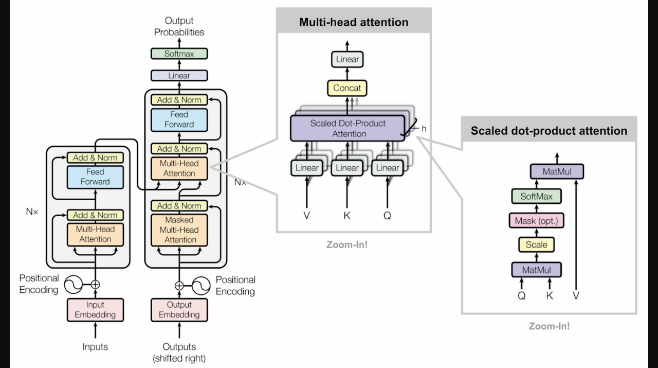 Output
Probabilities
Softmax
Linear
Add & Norm
Feed
Forward
Add & Norm
Multi-Head
Attention
Add & Norm
Masked
Multi-Head
Attention
N×
Positional
Encoding
Output
Embedding
Outputs
(shifted right)
Add & Norm
Feed
Forward
N×
Add & Norm
Multi-Head
Attention
Positional
Encoding
Input
Embedding
Inputs
Multi-head attention
Linear
Concat
Scaled Dot-Product
Attention
h
Linear
Linear
Linear
V
K
Q
Zoom-In!
Scaled dot-product attention
MatMul
SoftMax
Mask (opt.)
Scale
MatMul
Q
K
V
Zoom-In!